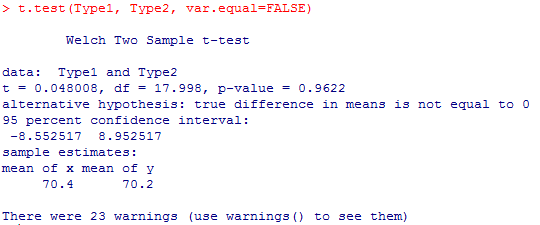 > t.test(Type1, Type2, var.equal=FALSE)
Welch Two Sample t-test
data:  Type1 and Type2
t = 0.048008, df = 17.998, p-value = 0.9622
alternative hypothesis: true difference in means is not equal to 0
95 percent confidence interval:
 -8.552517  8.952517
sample estimates:
mean of x mean of y
     70.4      70.2
There were 23 warnings (use warnings() to see them)